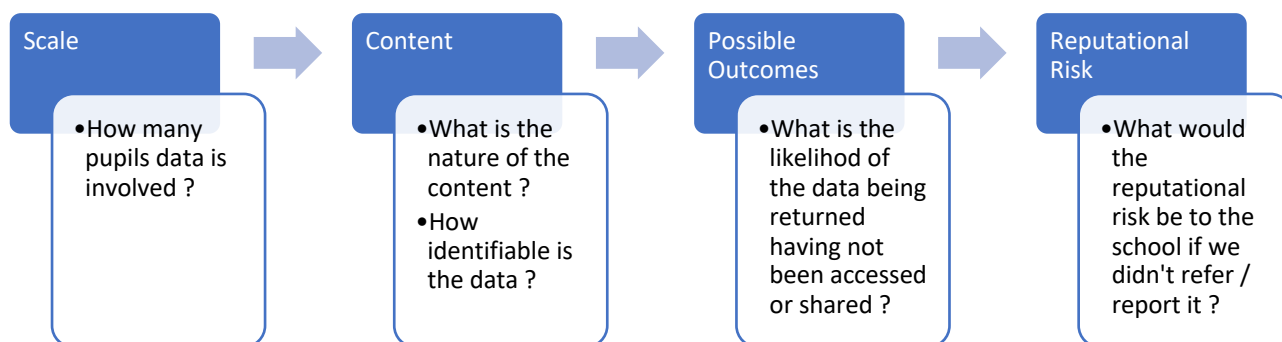 Scale
•How many
pupils data is
involved ?
Content
•What is the
nature of the
content ?
•How
identifiable is
the data ?
Possible
Outcomes
•What is the
likelihod of
the data being
returned
having not
been accessed
or shared ?
Reputational
Risk
•What would
the
reputational
risk be to the
school if we
didn't refer /
report it ?